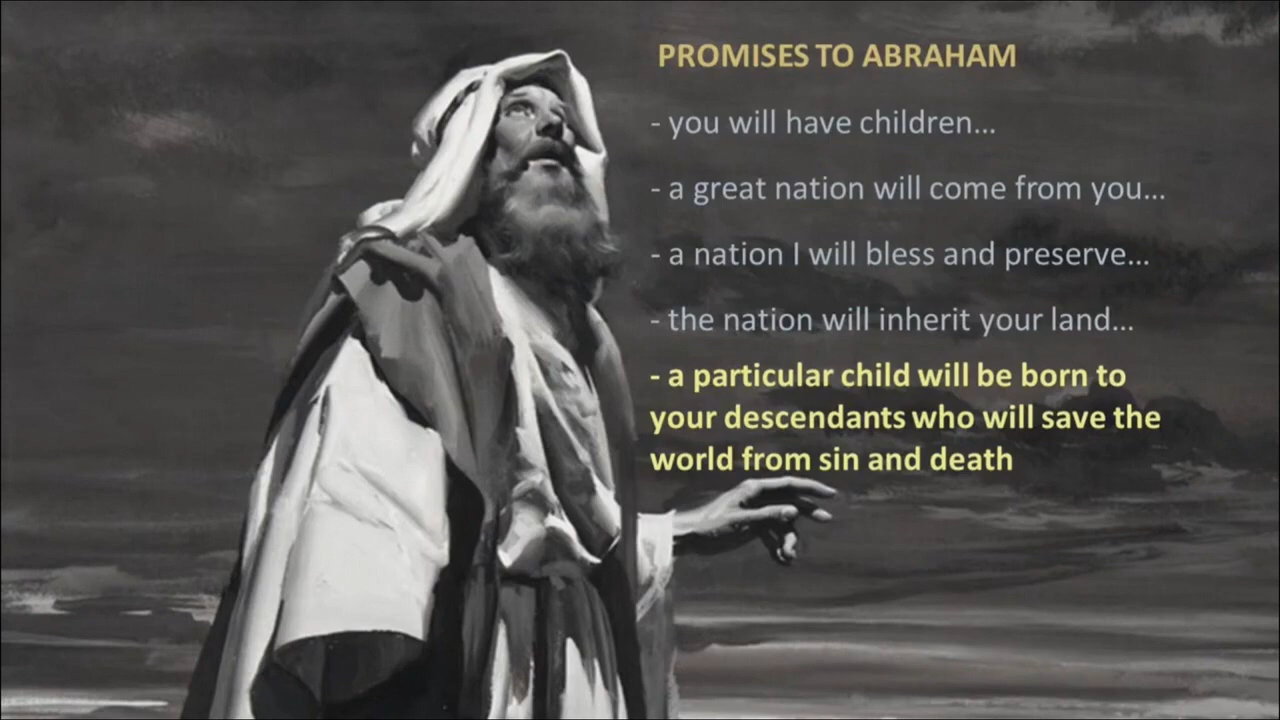 PROMISES TO ABRAHAM
- you will have children...
- a great nation will come from you...
- a nation I will bless and preserve...
- the nation will inherit your land...
- a particular child will be born to
your descendants who will save the
world from sin and death